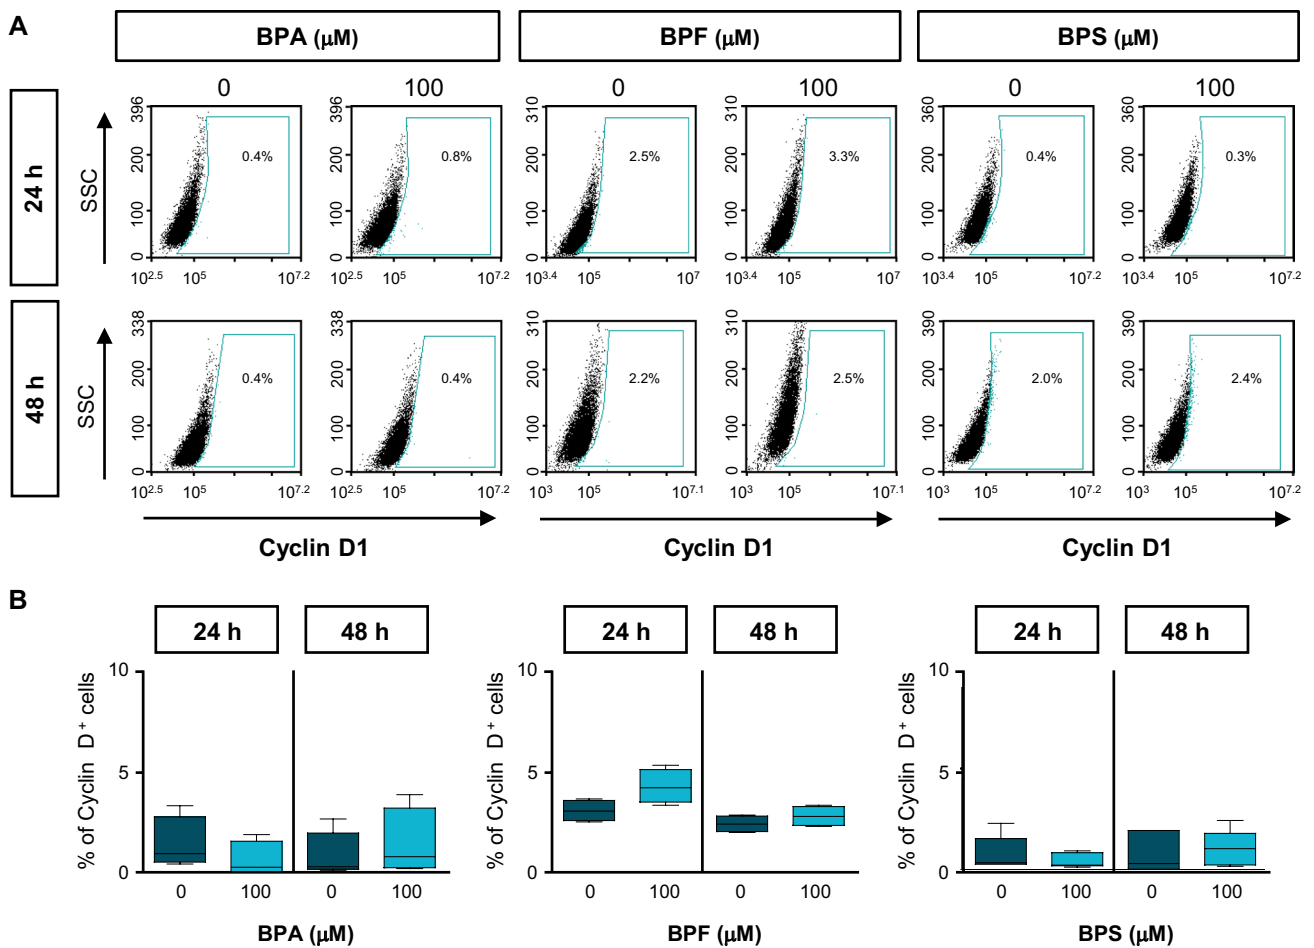 A
BPA (μM)
BPF (μM)
BPS (μM)
0 100 0 100 0 100
24 h
SSC
396 200 100 0
0.4%
10^2.5 10^5 10^7.2
396 200 100 0
0.8%
10^2.5 10^5 10^7.2
310 200 100 0
2.5%
10^3.4 10^5 10^7
310 200 100 0
3.3%
10^3.4 10^5 10^7
360 200 100 0
0.4%
10^3.4 10^5 10^7.2
360 200 100 0
0.3%
10^3.4 10^5 10^7.2
48 h
SSC
338 200 100 0
0.4%
10^2.5 10^5 10^7.2
338 200 100 0
0.4%
10^2.5 10^5 10^7.2
310 200 100 0
2.2%
10^3 10^5 10^7.1
310 200 100 0
2.5%
10^3 10^5 10^7.1
390 200 100 0
2.0%
10^3 10^5 10^7.2
390 200 100 0
2.4%
10^3 10^5 10^7.2
Cyclin D1
Cyclin D1
Cyclin D1
B
24 h 48 h
% of Cyclin D⁺ cells
10
5
0
0 100 0 100
BPA (μM)
24 h 48 h
% of Cyclin D⁺ cells
10
5
0
0 100 0 100
BPF (μM)
24 h 48 h
% of Cyclin D⁺ cells
10
5
0
0 100 0 100
BPS (μM)